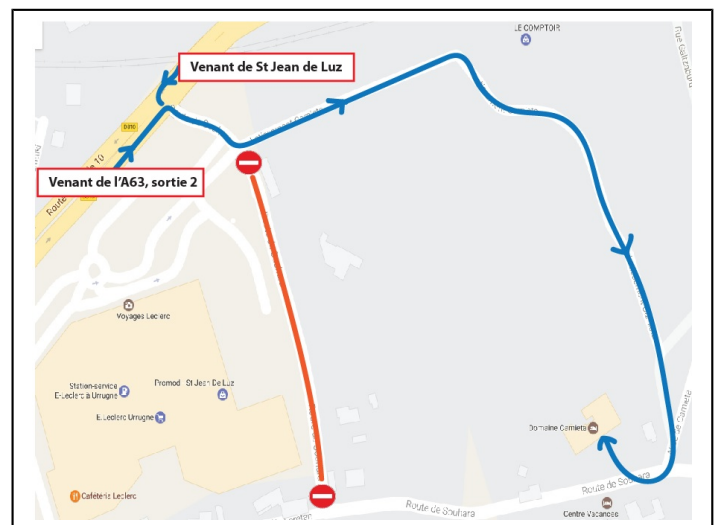 LE COMPTOIR
Venant de St Jean de Luz
D810
Venant de l'A63, sortie 2
Voyages Leclerc
Station-service
E-Leclerc à Urrugne
Promod - St Jean De Luz
E.Leclerc Urrugne
Domaine Camieta
Cafétéria Leclerc
Route de Souhara
Route de Souhara
Centre Vacances